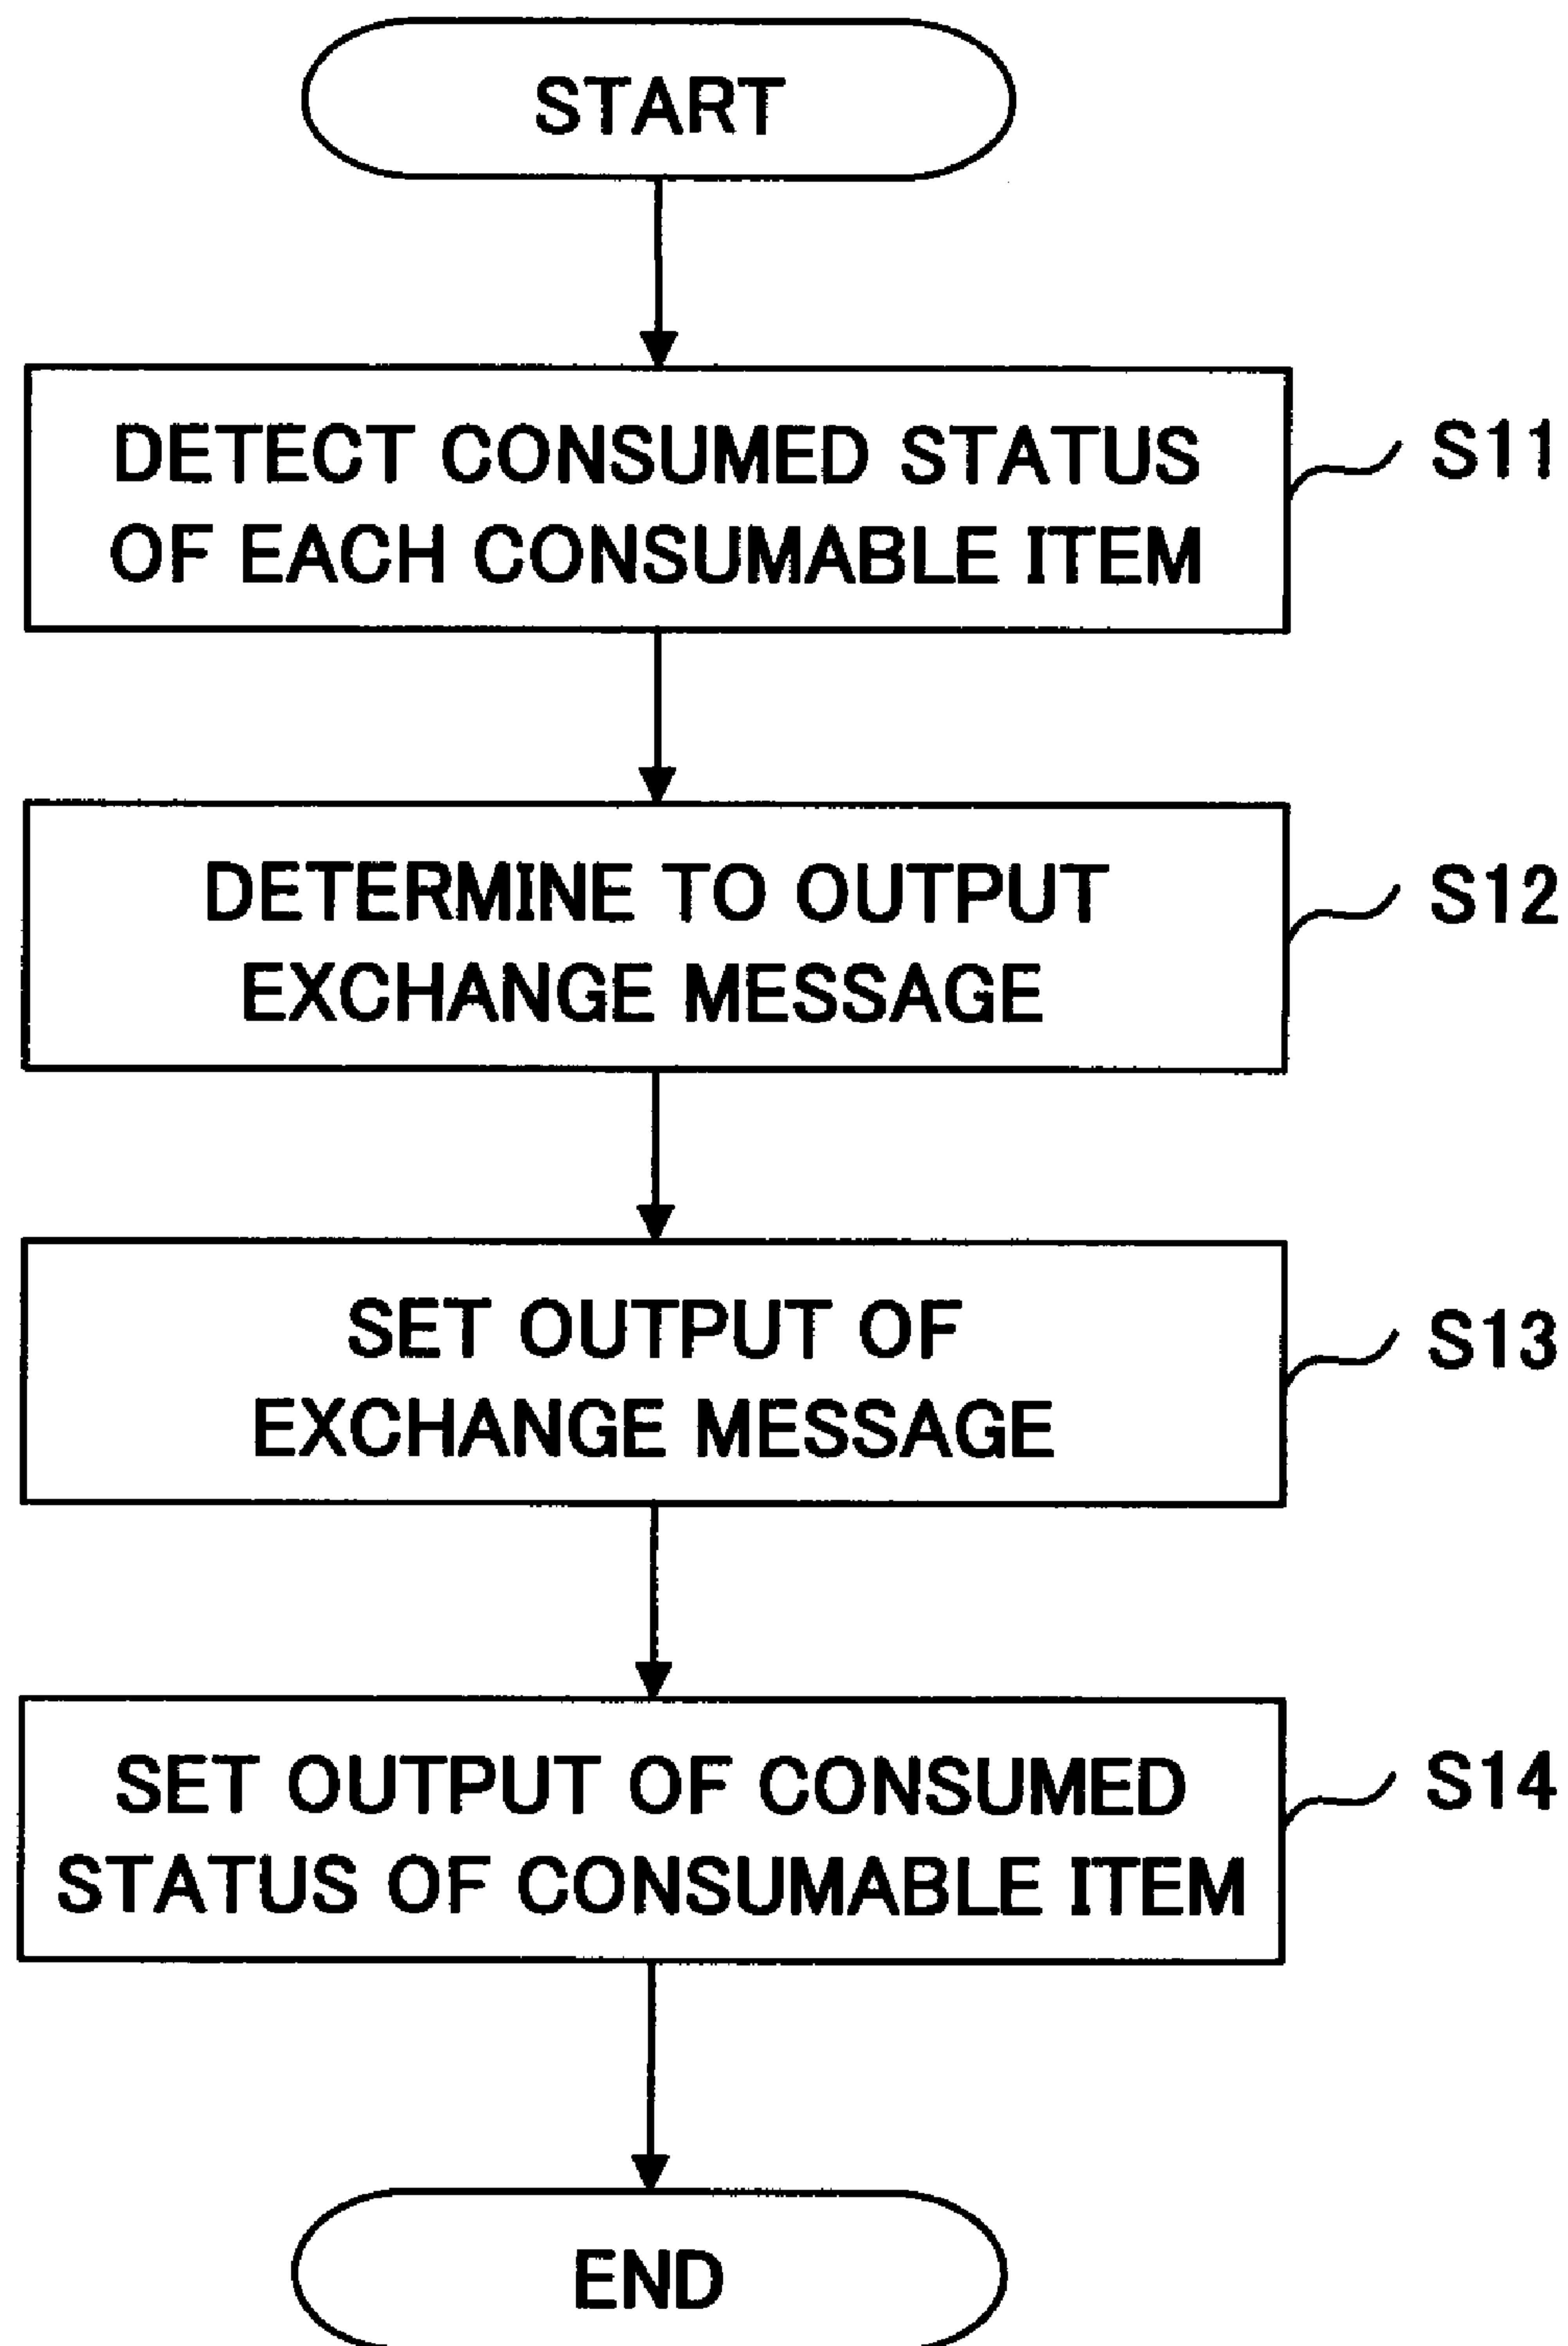 START
DETECT CONSUMED STATUS
OF EACH CONSUMABLE ITEM
S11
DETERMINE TO OUTPUT
EXCHANGE MESSAGE
S12
SET OUTPUT OF
EXCHANGE MESSAGE
S13
SET OUTPUT OF CONSUMED
STATUS OF CONSUMABLE ITEM
S14
END